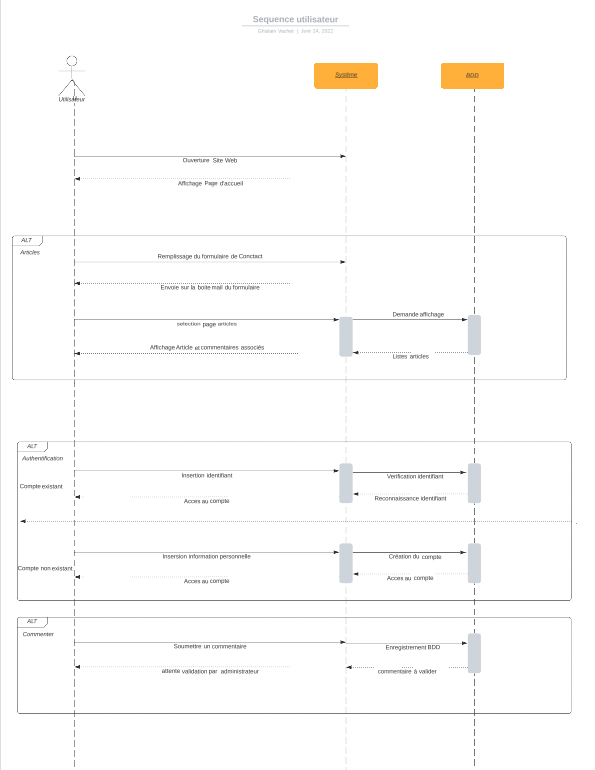 Sequence utilisateur
Ghislain Vachet | June 14, 2022
Système
BDD
Utilisateur
Ouverture Site Web
Affichage Page d'accueil
ALT
Articles
Remplissage du formulaire de Conctact
Envoie sur la boite mail du formulaire
Demande affichage
selection page articles
Affichage Article et commentaires associés
Listes articles
ALT
Authentification
Insertion identifiant
Verification identifiant
Compte existant
Reconnaissance identifiant
Acces au compte
Insersion information personnelle
Création du compte
Compte non existant
Acces au compte
Acces au compte
ALT
Commenter
Soumettre un commentaire
Enregistrement BDD
attente validation par administrateur
commentaire à valider